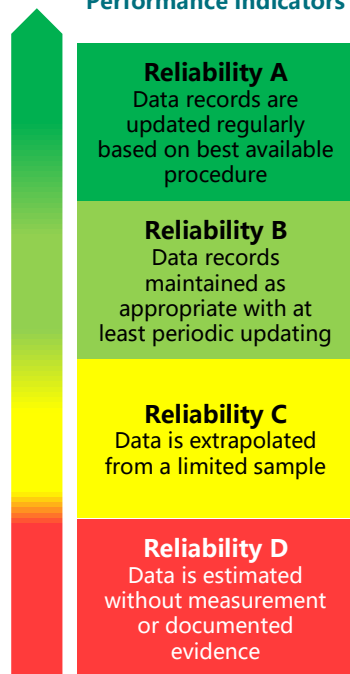 Performance Indicators
Reliability A
Data records are
updated regularly
based on best available
procedure
Reliability B
Data records
maintained as
appropriate with at
least periodic updating
Reliability C
Data is extrapolated
from a limited sample
Reliability D
Data is estimated
without measurement
or documented
evidence